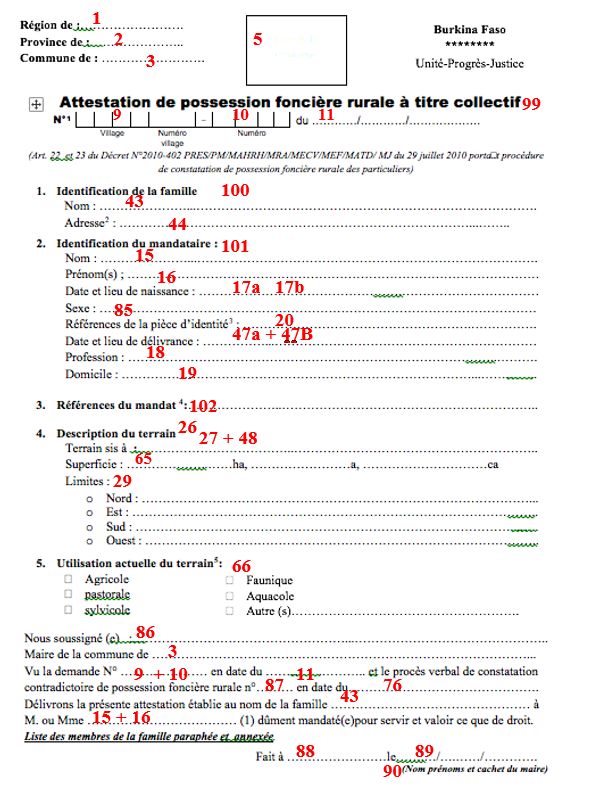 Région de : 1……………………
Province de : ……2…………..
Commune de : …………3…………
5
Burkina Faso
********
Unité-Progrès-Justice
Attestation de possession foncière rurale à titre collectif 99
N°¹ 9 – 10 du 11…………/…………/…………………
Village Numéro village Numéro
(Art. 22 et 23 du Décret N°2010-402 PRES/PM/MAHRH/MRA/MECV/MEF/MATD/ MJ du 29 juillet 2010 portant procédure
de constatation de possession foncière rurale des particuliers)
1. Identification de la famille 100
Nom : ……43……………………………………
Adresse² : …………44……………………………………
2. Identification du mandataire : 101
Nom : ………15……………………………………
Prénom(s) ; ………16……………………………………
Date et lieu de naissance : ………17a 17b……………………
Sexe : …85……………………………………
Références de la pièce d'identité³ : ……20……………………
Date et lieu de délivrance : ………47a + 47B……………………
Profession : …18……………………………………
Domicile : …………19……………………………………
3. Références du mandat ⁴: 102……………………………………
4. Description du terrain 26
Terrain sis à : 27 + 48……………………………………
Superficie : …65……………………ha, ……………………a, ……………………ca
Limites : 29
o Nord : ……………………………………
o Est : ……………………………………
o Sud : ……………………………………
o Ouest : ……………………………………
5. Utilisation actuelle du terrain⁵: 66
☐ Agricole ☐ Faunique
☐ pastorale ☐ Aquacole
☐ sylvicole ☐ Autre (s)……………………………………
Nous soussigné (e) : 86……………………………………
Maire de la commune de …3……………………………………
Vu la demande N° …9 + 10……… en date du ………11………….. et le procès verbal de constatation
contradictoire de possession foncière rurale n°…87…… en date du………76……………………
Délivrons la présente attestation établie au nom de la famille …43……………………… à
M. ou Mme …15 + 16……………………… (1) dûment mandaté(e)pour servir et valoir ce que de droit.
Liste des membres de la famille paraphée et annexée
Fait à …88………………le……89…/…………/…………
90 (Nom prénoms et cachet du maire)